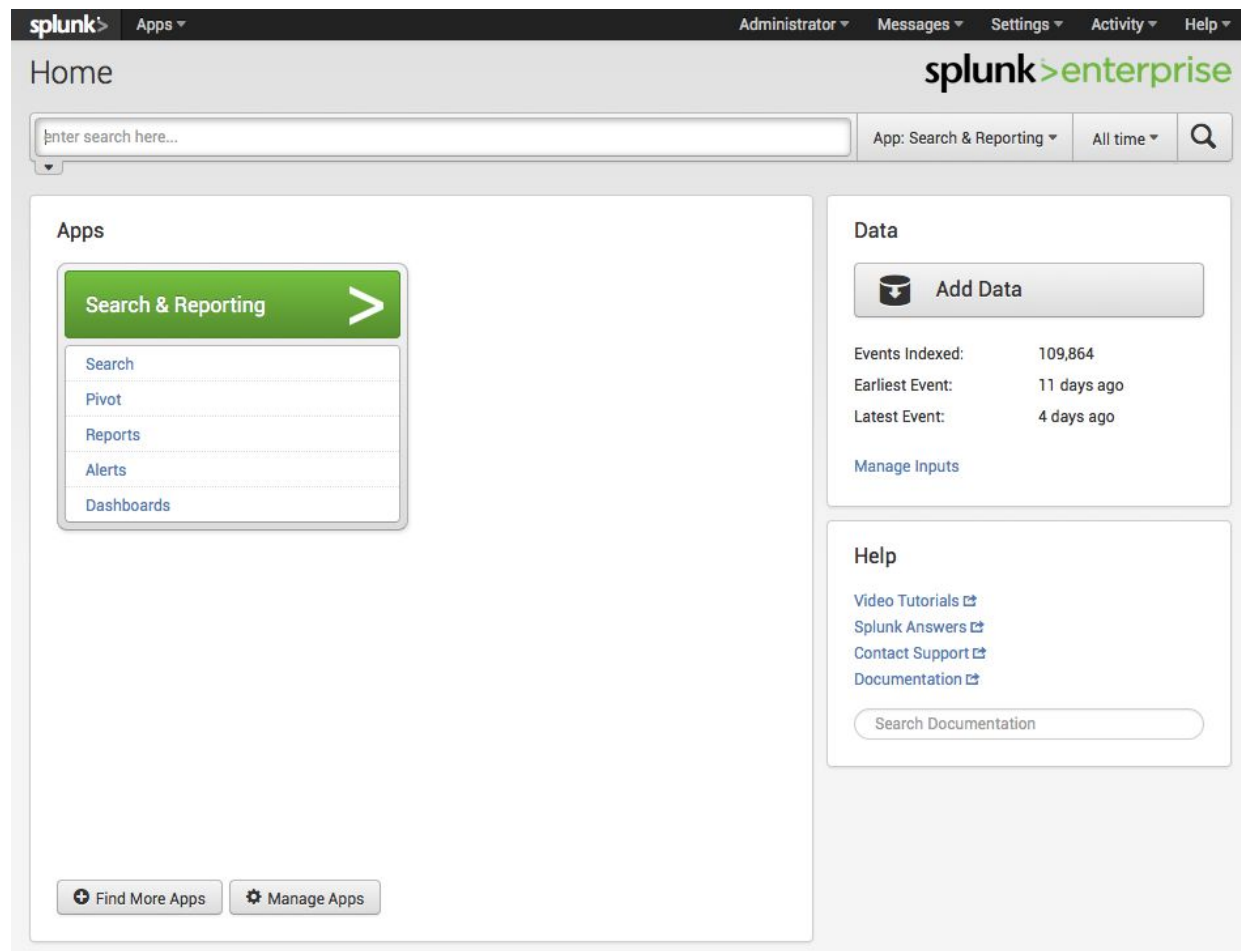 splunk> Apps Administrator Messages Settings Activity Help
Home splunk>enterprise
enter search here... App: Search & Reporting All time
Apps
Search & Reporting >
Search
Pivot
Reports
Alerts
Dashboards
Find More Apps Manage Apps
Data
Add Data
Events Indexed: 109,864
Earliest Event: 11 days ago
Latest Event: 4 days ago
Manage Inputs
Help
Video Tutorials
Splunk Answers
Contact Support
Documentation
Search Documentation